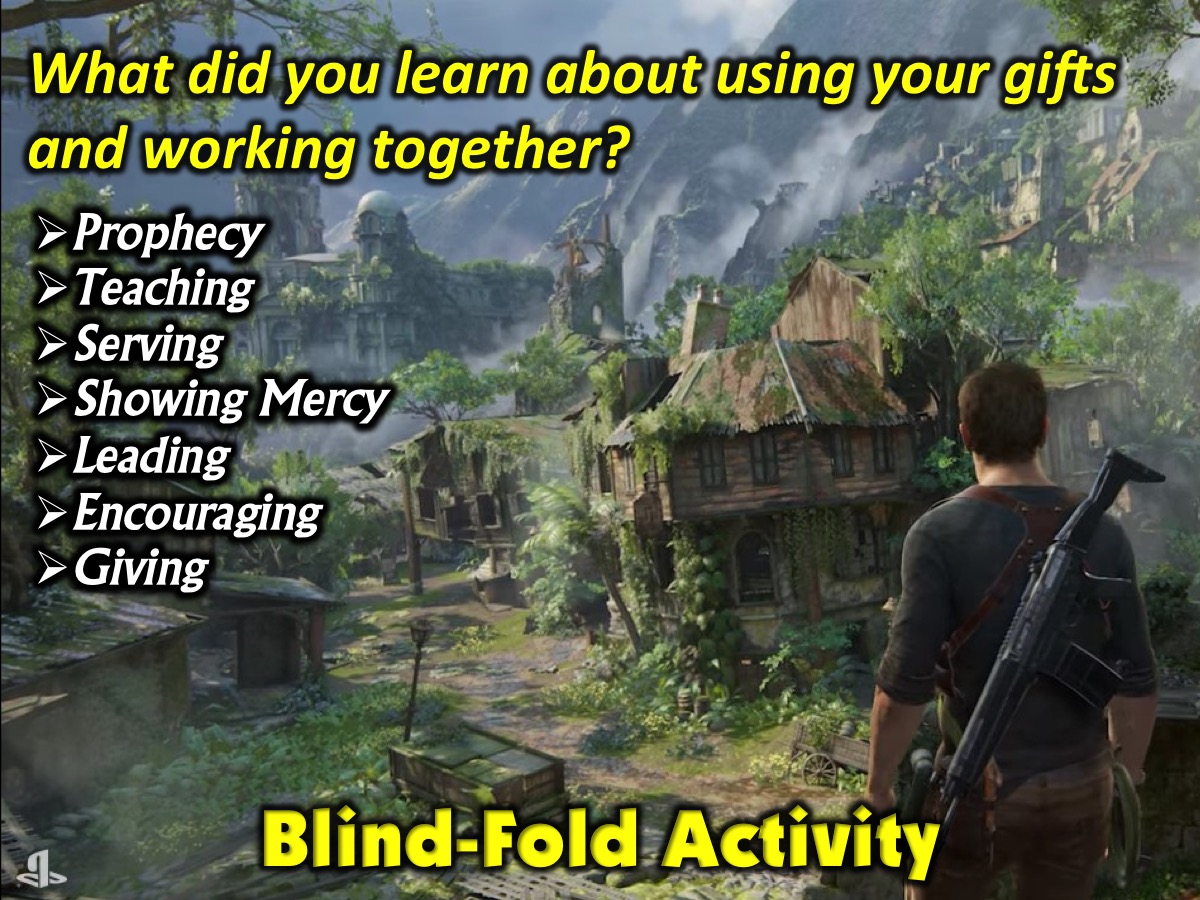 What did you learn about using your gifts
and working together?
➢Prophecy
➢Teaching
➢Serving
➢Showing Mercy
➢Leading
➢Encouraging
➢Giving
Blind-Fold Activity